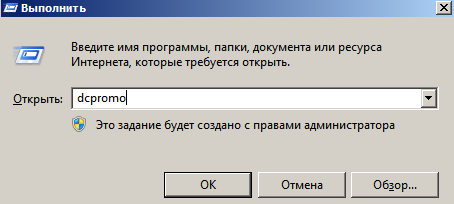 Выполнить
Введите имя программы, папки, документа или ресурса
Интернета, которые требуется открыть.
Открыть: dcpromo
Это задание будет создано с правами администратора
ОК Отмена Обзор...